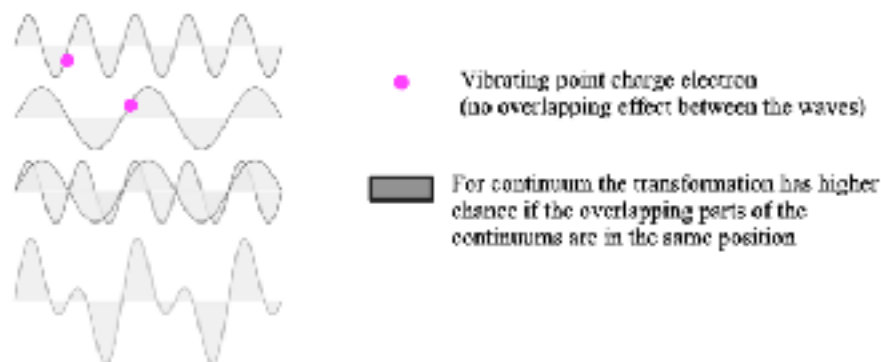 Vibrating point charge electron
(no overlapping effect between the waves)
For continuum the transformation has higher
chance if the overlapping parts of the
continuums are in the same position